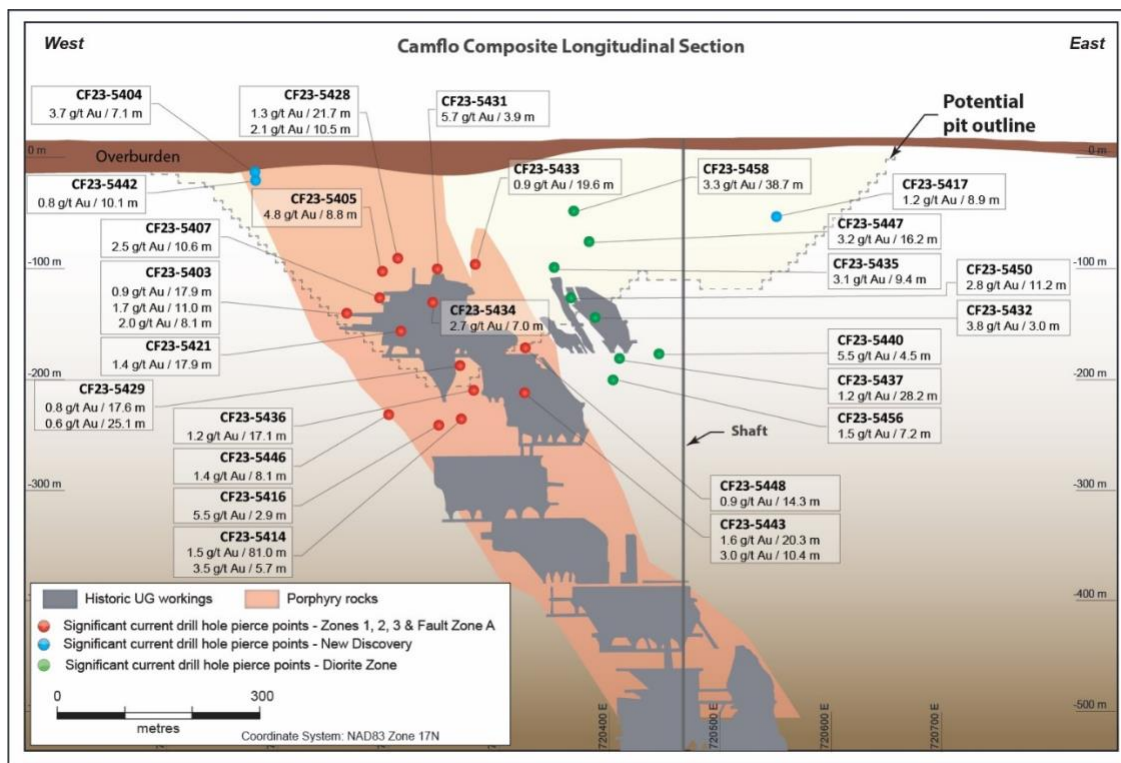 West
Camflo Composite Longitudinal Section
East
CF23-5404
3.7 g/t Au / 7.1 m
CF23-5428
1.3 g/t Au / 21.7 m
2.1 g/t Au / 10.5 m
CF23-5431
5.7 g/t Au / 3.9 m
Potential
pit outline
0 m
Overburden
0 m
CF23-5433
0.9 g/t Au / 19.6 m
CF23-5458
3.3 g/t Au / 38.7 m
CF23-5442
0.8 g/t Au / 10.1 m
CF23-5405
4.8 g/t Au / 8.8 m
CF23-5417
1.2 g/t Au / 8.9 m
CF23-5407
2.5 g/t Au / 10.6 m
CF23-5447
3.2 g/t Au / 16.2 m
-100 m
-100 m
CF23-5435
3.1 g/t Au / 9.4 m
CF23-5450
2.8 g/t Au / 11.2 m
CF23-5403
0.9 g/t Au / 17.9 m
1.7 g/t Au / 11.0 m
2.0 g/t Au / 8.1 m
CF23-5434
2.7 g/t Au / 7.0 m
CF23-5432
3.8 g/t Au / 3.0 m
CF23-5421
1.4 g/t Au / 17.9 m
CF23-5440
5.5 g/t Au / 4.5 m
-200 m
-200 m
CF23-5429
0.8 g/t Au / 17.6 m
0.6 g/t Au / 25.1 m
CF23-5437
1.2 g/t Au / 28.2 m
CF23-5436
1.2 g/t Au / 17.1 m
CF23-5456
1.5 g/t Au / 7.2 m
Shaft
CF23-5446
1.4 g/t Au / 8.1 m
-300 m
-300 m
CF23-5416
5.5 g/t Au / 2.9 m
CF23-5448
0.9 g/t Au / 14.3 m
CF23-5414
1.5 g/t Au / 81.0 m
3.5 g/t Au / 5.7 m
CF23-5443
1.6 g/t Au / 20.3 m
3.0 g/t Au / 10.4 m
-400 m
-500 m
Historic UG workings
Porphyry rocks
Significant current drill hole pierce points - Zones 1, 2, 3 & Fault Zone A
Significant current drill hole pierce points - New Discovery
Significant current drill hole pierce points - Diorite Zone
0
300
metres
Coordinate System: NAD83 Zone 17N
720400 E
720500 E
720600 E
720700 E